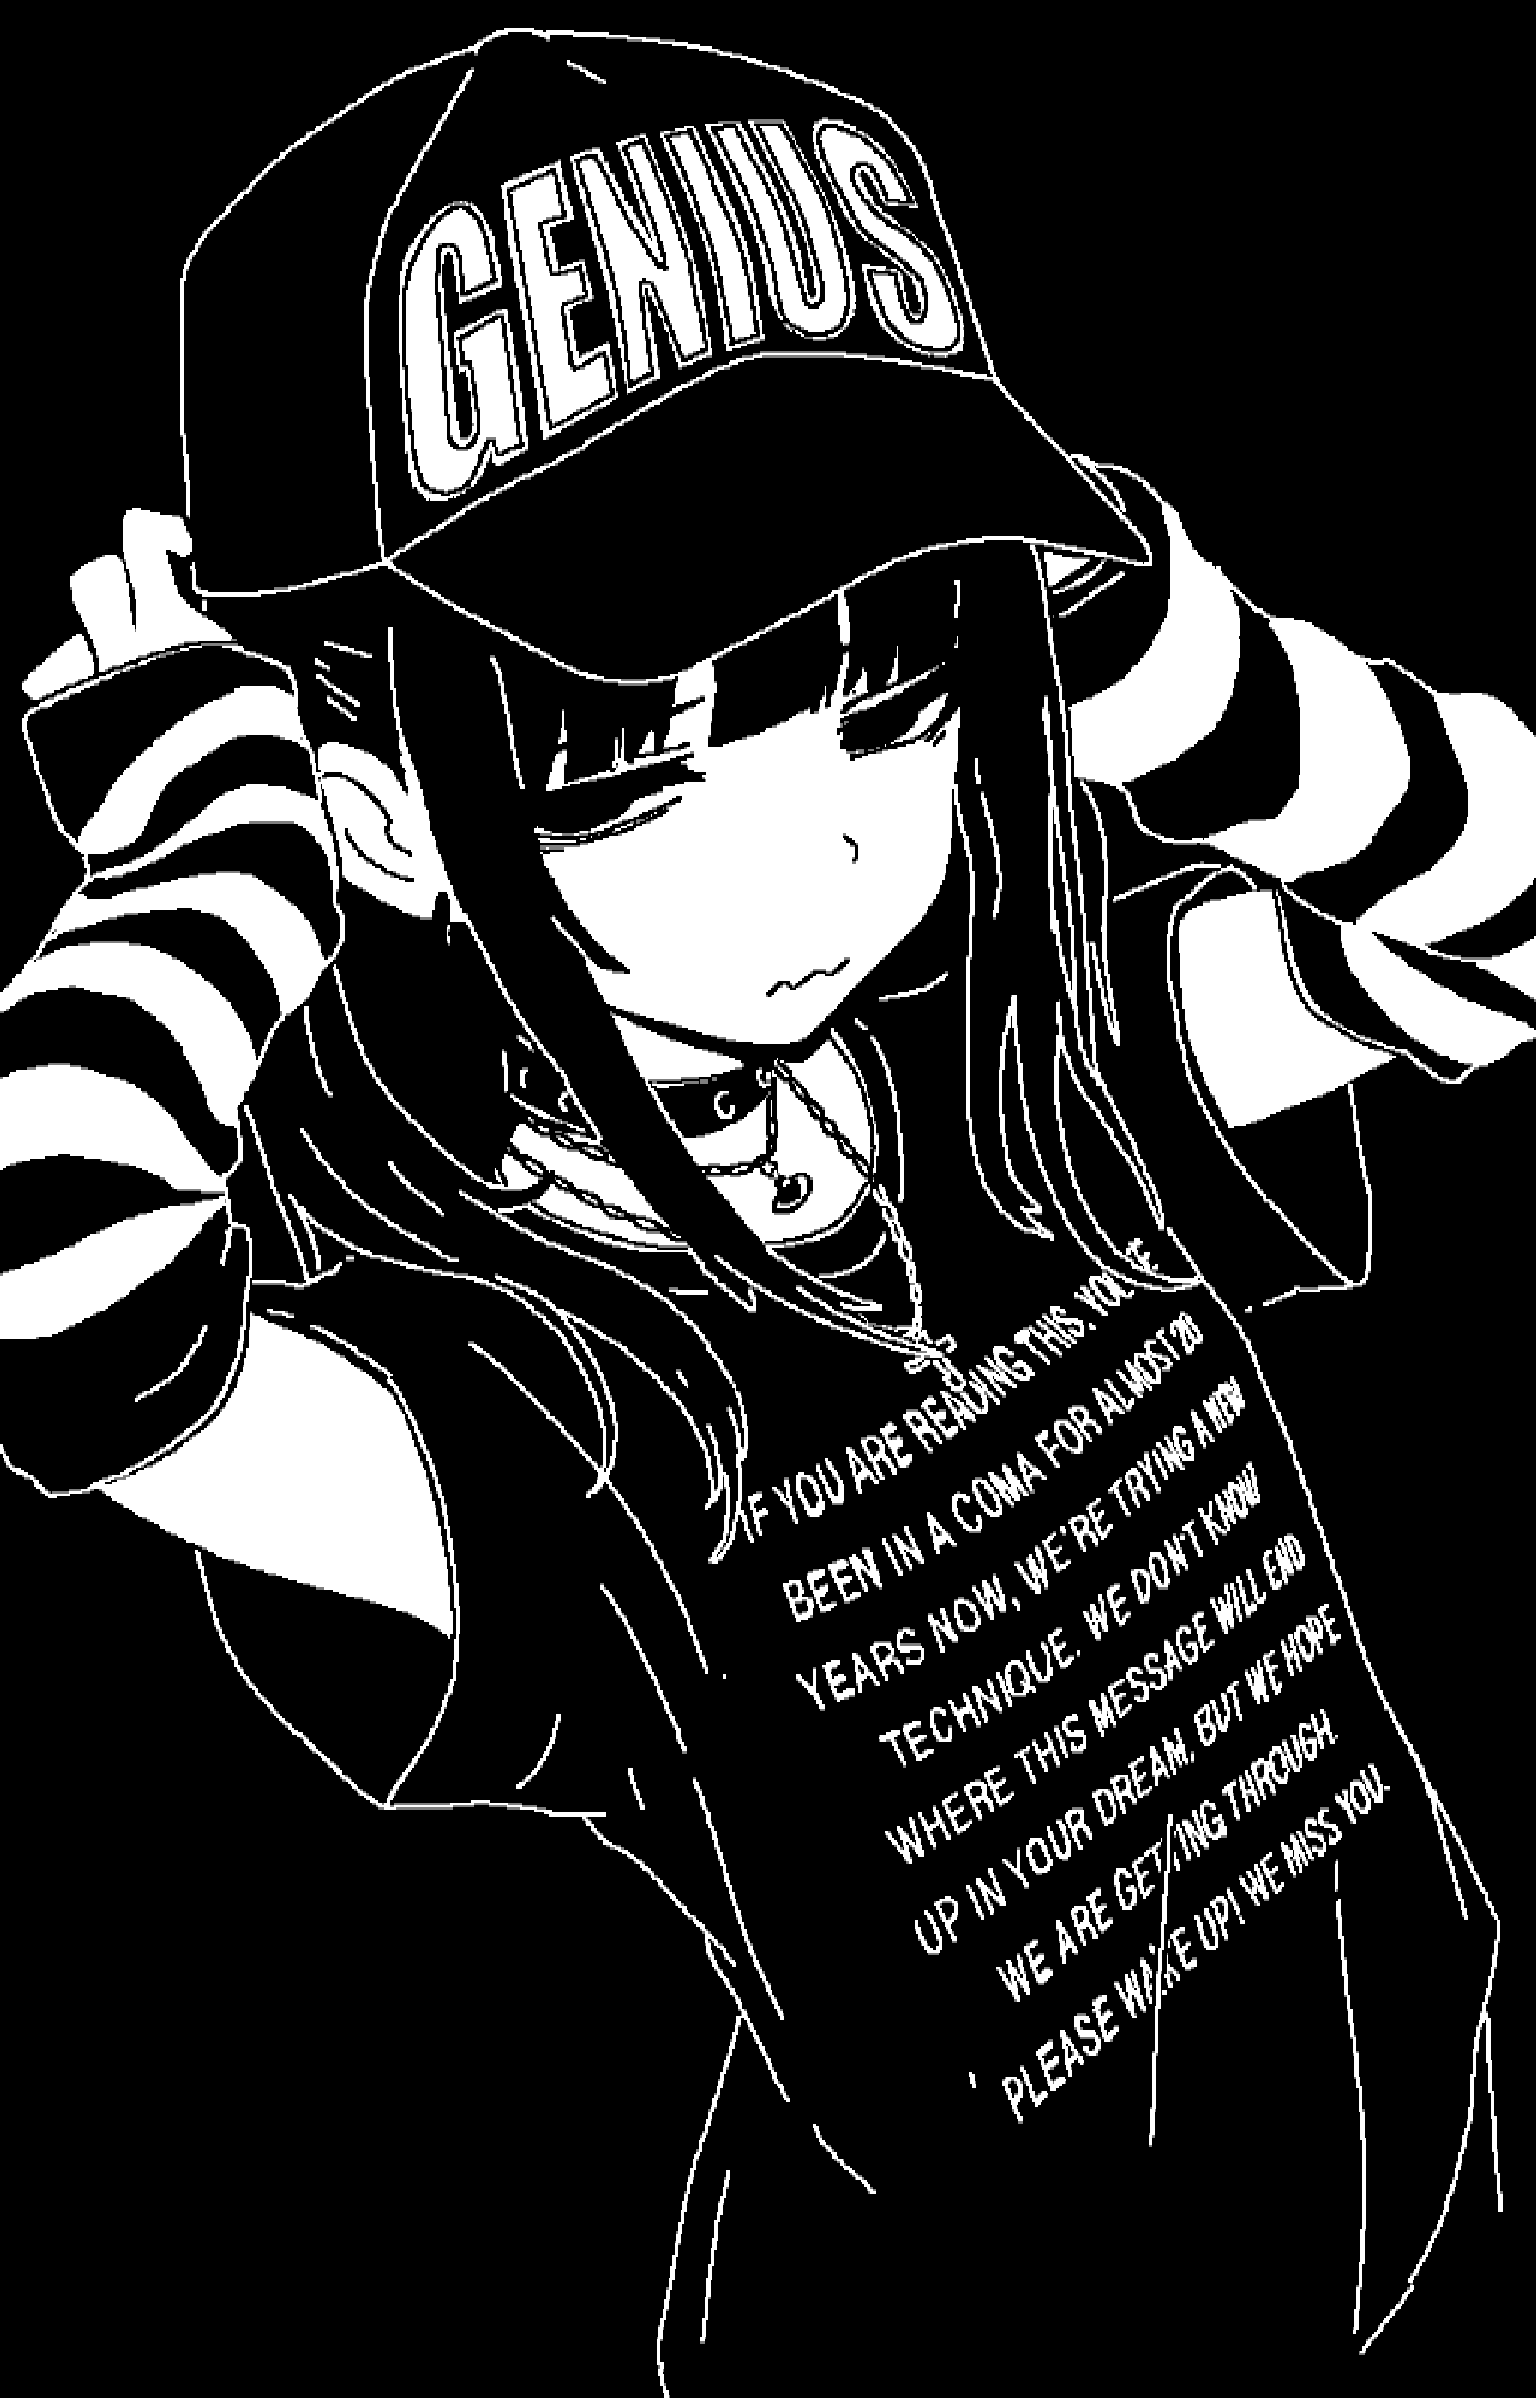 GENIUS
IF YOU ARE READING THIS, YOU'VE
BEEN IN A COMA FOR ALMOST 20
YEARS NOW, WE'RE TRYING A NEW
TECHNIQUE. WE DON'T KNOW
WHERE THIS MESSAGE WILL END
UP IN YOUR DREAM, BUT WE HOPE
WE ARE GETTING THROUGH.
PLEASE WAKE UP! WE MISS YOU.